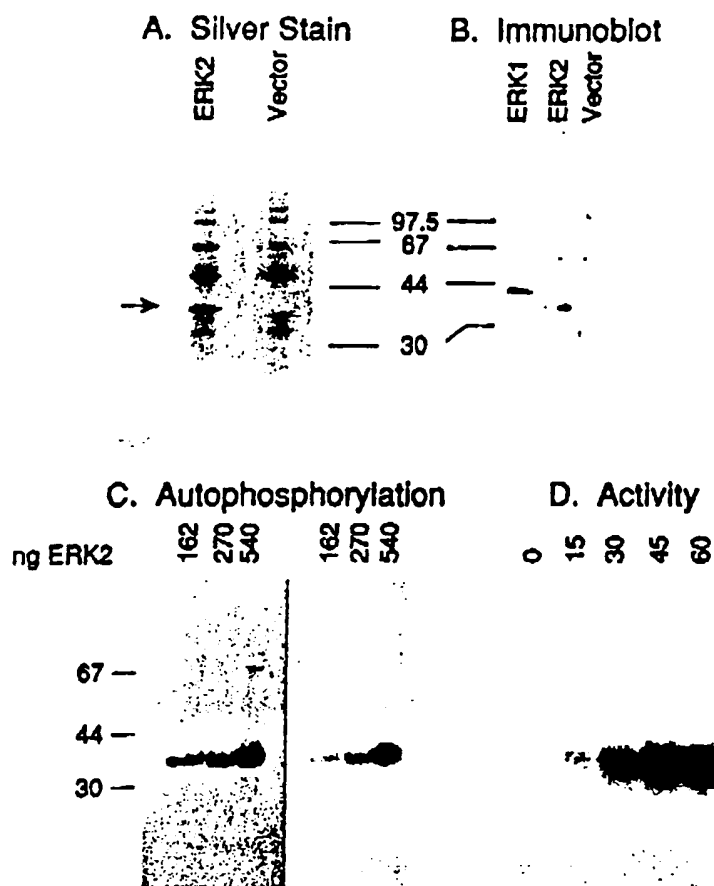 A. Silver Stain
B. Immunoblot
ERK2
Vector
ERK1
ERK2
Vector
97.5
67
44
30
C. Autophosphorylation
D. Activity
ng ERK2
162
270
540
162
270
540
0
15
30
45
60
67
44
30